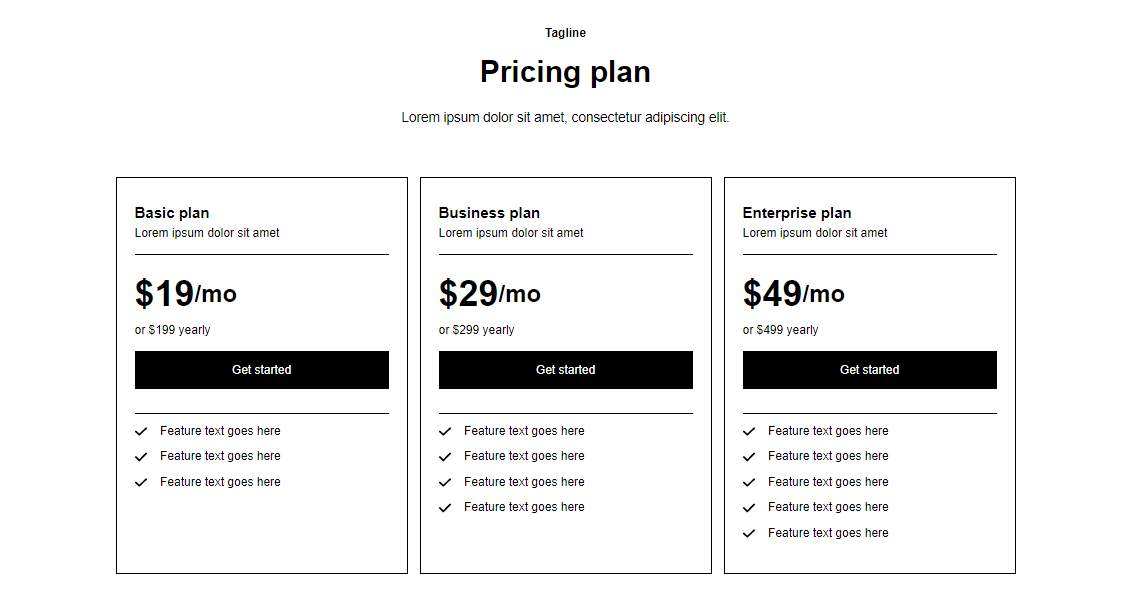 Tagline
Pricing plan
Lorem ipsum dolor sit amet, consectetur adipiscing elit.
Basic plan
Lorem ipsum dolor sit amet
$19/mo
or $199 yearly
Get started
Feature text goes here
Feature text goes here
Feature text goes here
Business plan
Lorem ipsum dolor sit amet
$29/mo
or $299 yearly
Get started
Feature text goes here
Feature text goes here
Feature text goes here
Feature text goes here
Enterprise plan
Lorem ipsum dolor sit amet
$49/mo
or $499 yearly
Get started
Feature text goes here
Feature text goes here
Feature text goes here
Feature text goes here
Feature text goes here